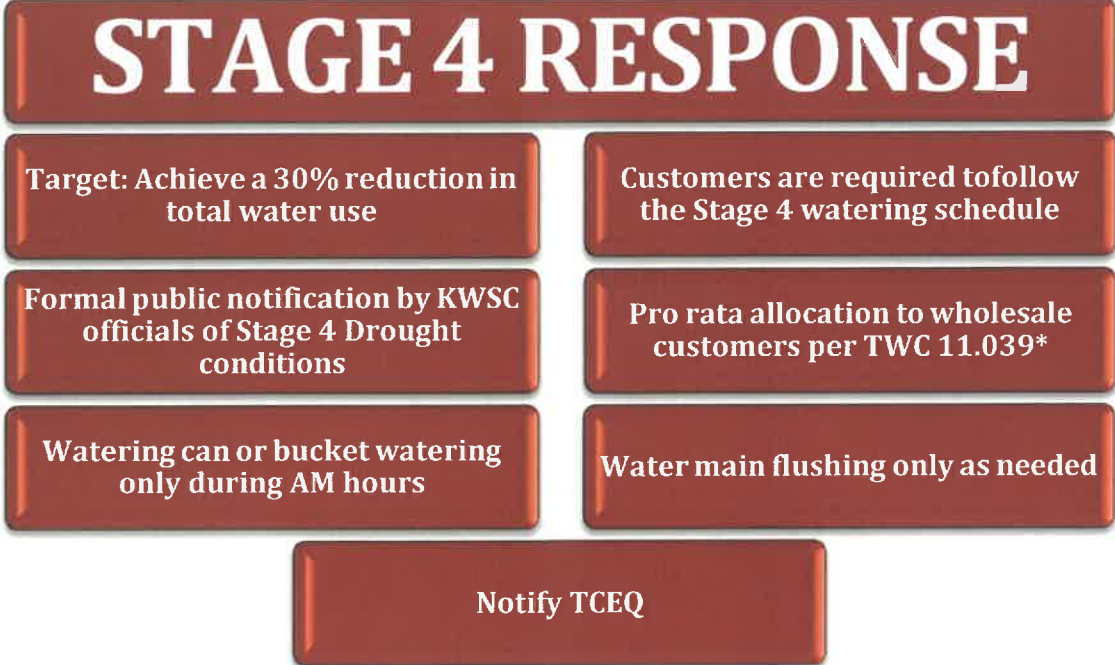 STAGE 4 RESPONSE
Target: Achieve a 30% reduction in
total water use
Customers are required tofollow
the Stage 4 watering schedule
Formal public notification by KWSC
officials of Stage 4 Drought
conditions
Pro rata allocation to wholesale
customers per TWC 11.039*
Watering can or bucket watering
only during AM hours
Water main flushing only as needed
Notify TCEQ